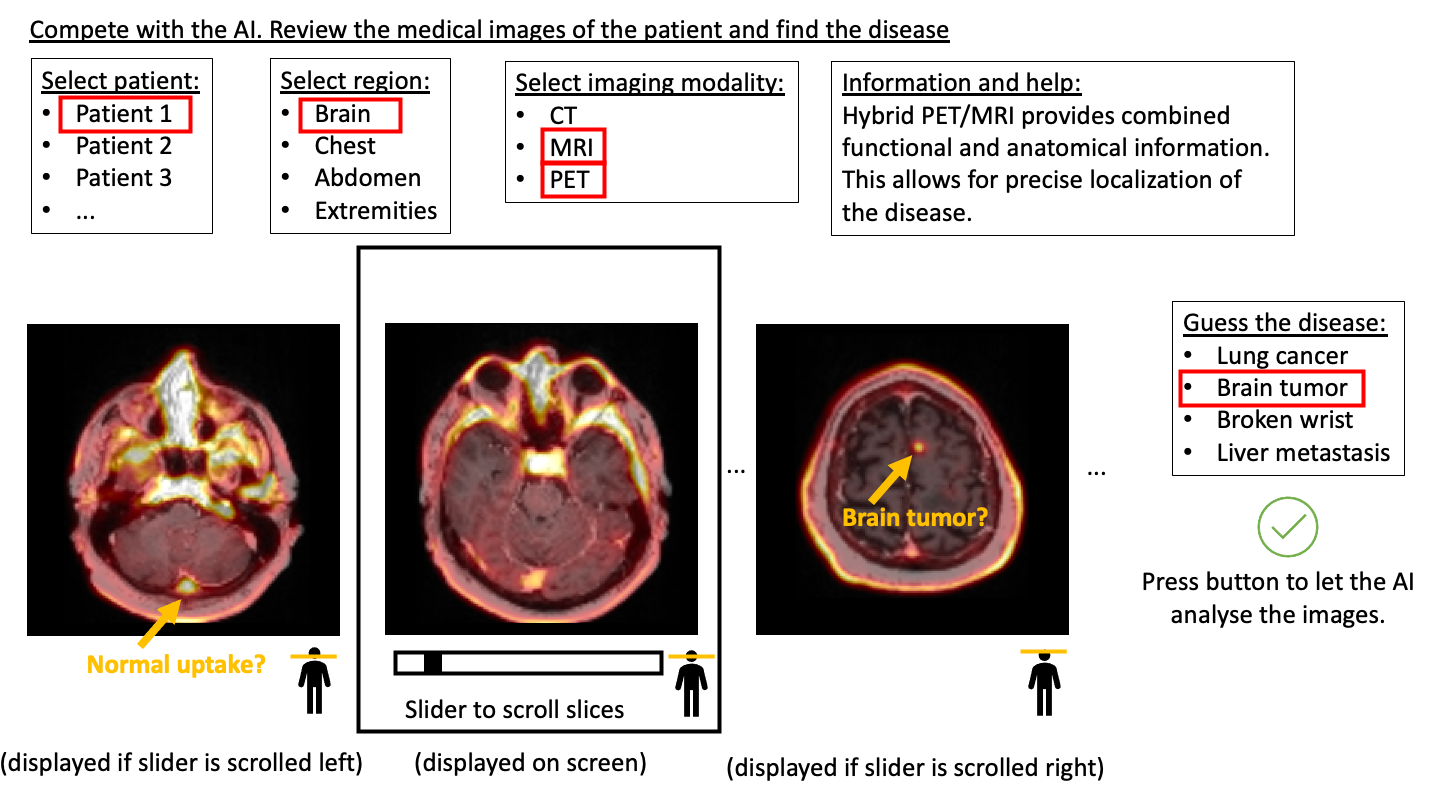 Compete with the AI. Review the medical images of the patient and find the disease
Select patient:
• Patient 1
• Patient 2
• Patient 3
• ...
Select region:
• Brain
• Chest
• Abdomen
• Extremities
Select imaging modality:
• CT
• MRI
• PET
Information and help:
Hybrid PET/MRI provides combined
functional and anatomical information.
This allows for precise localization of
the disease.
Normal uptake?
(displayed if slider is scrolled left)
Slider to scroll slices
(displayed on screen)
...
Brain tumor?
(displayed if slider is scrolled right)
...
Guess the disease:
• Lung cancer
• Brain tumor
• Broken wrist
• Liver metastasis
Press button to let the AI
analyse the images.